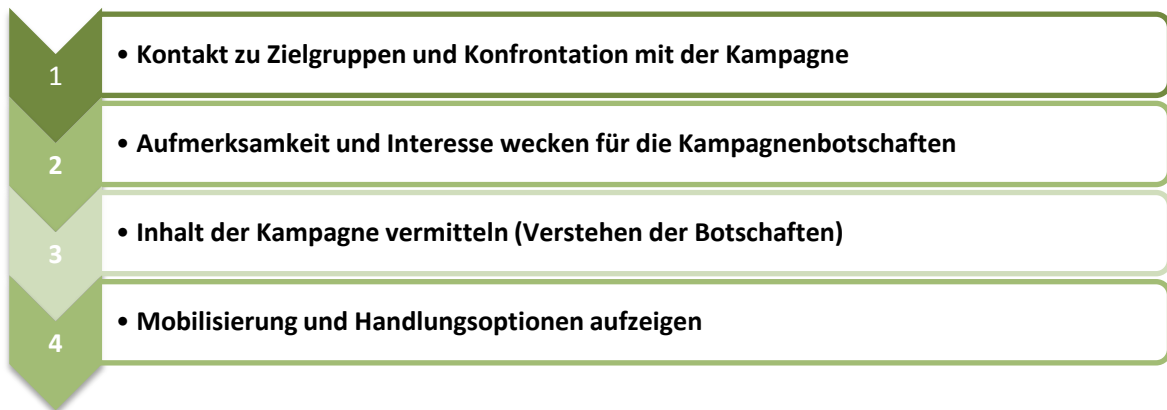 1
• Kontakt zu Zielgruppen und Konfrontation mit der Kampagne
2
• Aufmerksamkeit und Interesse wecken für die Kampagnenbotschaften
3
• Inhalt der Kampagne vermitteln (Verstehen der Botschaften)
4
• Mobilisierung und Handlungsoptionen aufzeigen